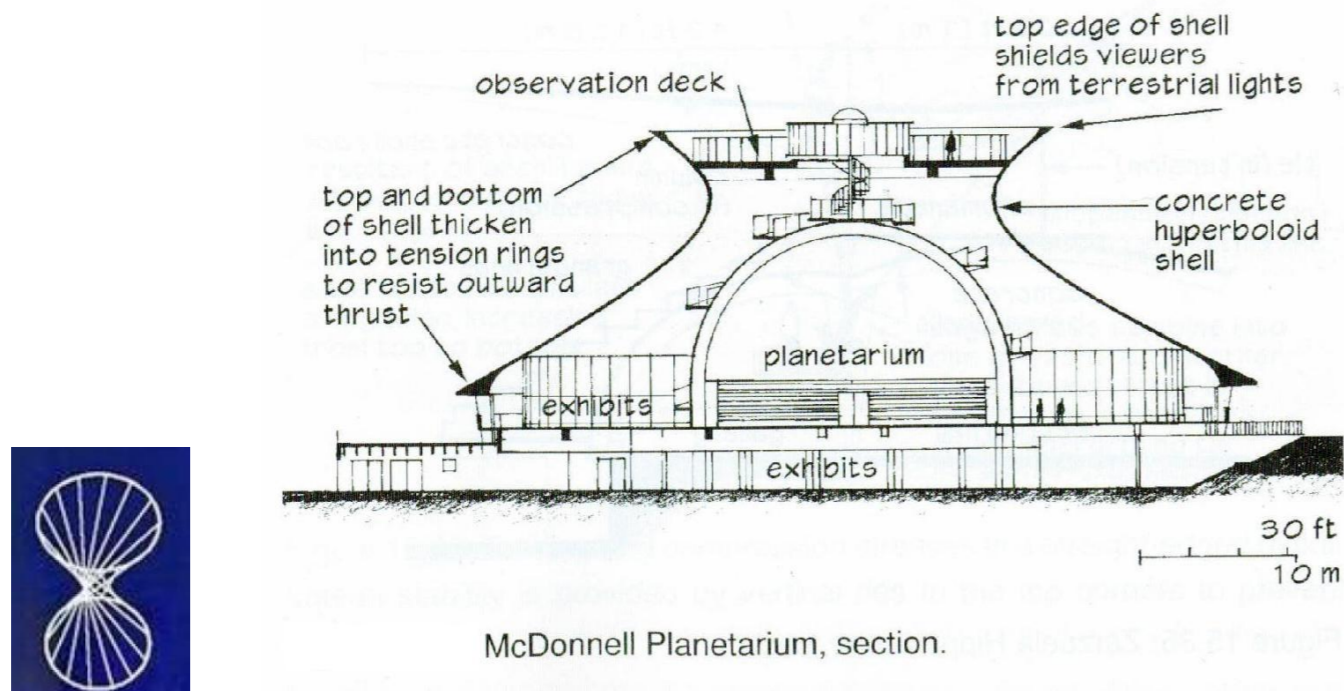 observation deck
top edge of shell
shields viewers
from terrestrial lights
top and bottom
of shell thicken
into tension rings
to resist outward
thrust
concrete
hyperboloid
shell
planetarium
exhibits
exhibits
30 ft
10 m
McDonnell Planetarium, section.